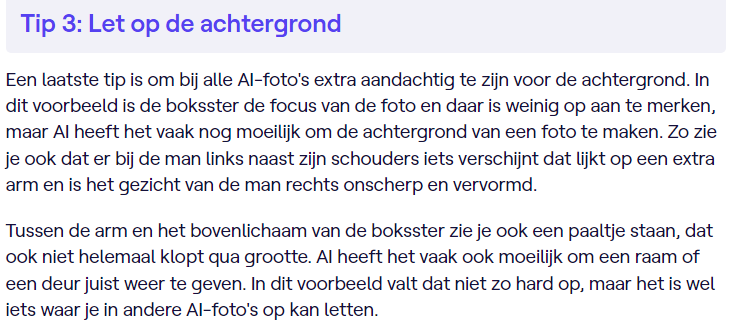 Tip 3: Let op de achtergrond
Een laatste tip is om bij alle AI-foto's extra aandachtig te zijn voor de achtergrond. In
dit voorbeeld is de boksster de focus van de foto en daar is weinig op aan te merken,
maar AI heeft het vaak nog moeilijk om de achtergrond van een foto te maken. Zo zie
je ook dat er bij de man links naast zijn schouders iets verschijnt dat lijkt op een extra
arm en is het gezicht van de man rechts onscherp en vervormd.
Tussen de arm en het bovenlichaam van de boksster zie je ook een paaltje staan, dat
ook niet helemaal klopt qua grootte. AI heeft het vaak ook moeilijk om een raam of
een deur juist weer te geven. In dit voorbeeld valt dat niet zo hard op, maar het is wel
iets waar je in andere AI-foto's op kan letten.